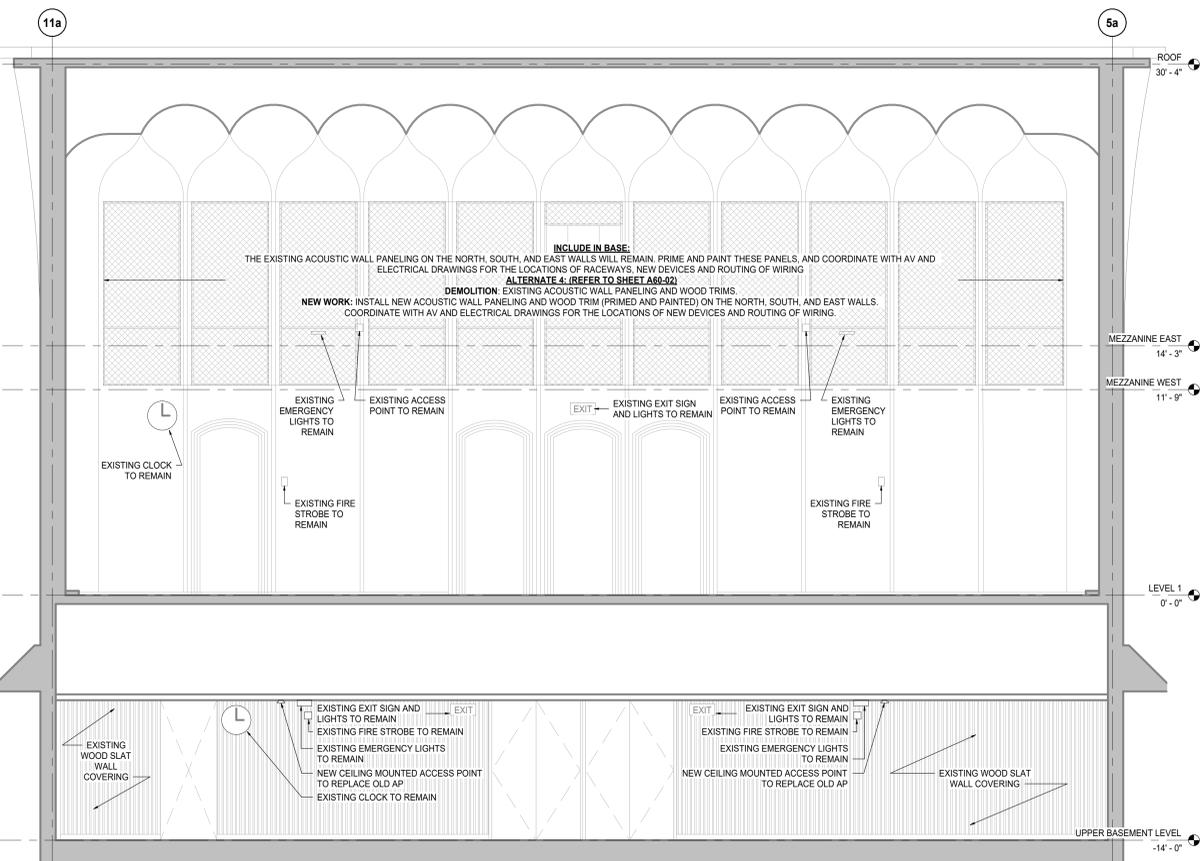 11a
5a
ROOF
30' - 4"
INCLUDE IN BASE:
THE EXISTING ACOUSTIC WALL PANELING ON THE NORTH, SOUTH, AND EAST WALLS WILL REMAIN. PRIME AND PAINT THESE PANELS, AND COORDINATE WITH AV AND
ELECTRICAL DRAWINGS FOR THE LOCATIONS OF RACEWAYS, NEW DEVICES AND ROUTING OF WIRING
ALTERNATE 4: (REFER TO SHEET A60-02)
DEMOLITION: EXISTING ACOUSTIC WALL PANELING AND WOOD TRIMS.
NEW WORK: INSTALL NEW ACOUSTIC WALL PANELING AND WOOD TRIM (PRIMED AND PAINTED) ON THE NORTH, SOUTH, AND EAST WALLS.
COORDINATE WITH AV AND ELECTRICAL DRAWINGS FOR THE LOCATIONS OF NEW DEVICES AND ROUTING OF WIRING.
MEZZANINE EAST
14' - 3"
MEZZANINE WEST
11' - 9"
EXISTING
EMERGENCY
LIGHTS TO
REMAIN
EXISTING ACCESS
POINT TO REMAIN
EXIT
EXISTING EXIT SIGN
AND LIGHTS TO REMAIN
EXISTING ACCESS
POINT TO REMAIN
EXISTING
EMERGENCY
LIGHTS TO
REMAIN
EXISTING CLOCK
TO REMAIN
EXISTING FIRE
STROBE TO
REMAIN
EXISTING FIRE
STROBE TO
REMAIN
LEVEL 1
0' - 0"
EXISTING
WOOD SLAT
WALL
COVERING
EXISTING EXIT SIGN AND
LIGHTS TO REMAIN
EXIT
EXISTING FIRE STROBE TO REMAIN
EXISTING EMERGENCY LIGHTS
TO REMAIN
NEW CEILING MOUNTED ACCESS POINT
TO REPLACE OLD AP
EXISTING CLOCK TO REMAIN
EXIT
EXISTING EXIT SIGN AND
LIGHTS TO REMAIN
EXISTING FIRE STROBE TO REMAIN
EXISTING EMERGENCY LIGHTS
TO REMAIN
NEW CEILING MOUNTED ACCESS POINT
TO REPLACE OLD AP
EXISTING WOOD SLAT
WALL COVERING
UPPER BASEMENT LEVEL
-14' - 0"